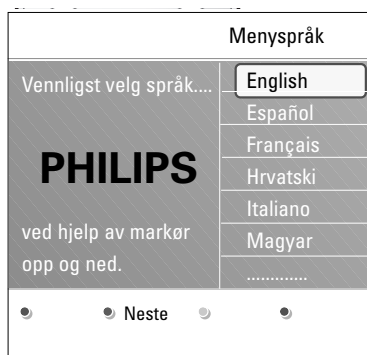 Menyspråk
Vennligst velg språk....
PHILIPS
ved hjelp av markør
opp og ned.
English
Español
Français
Hrvatski
Italiano
Magyar
.............
Neste